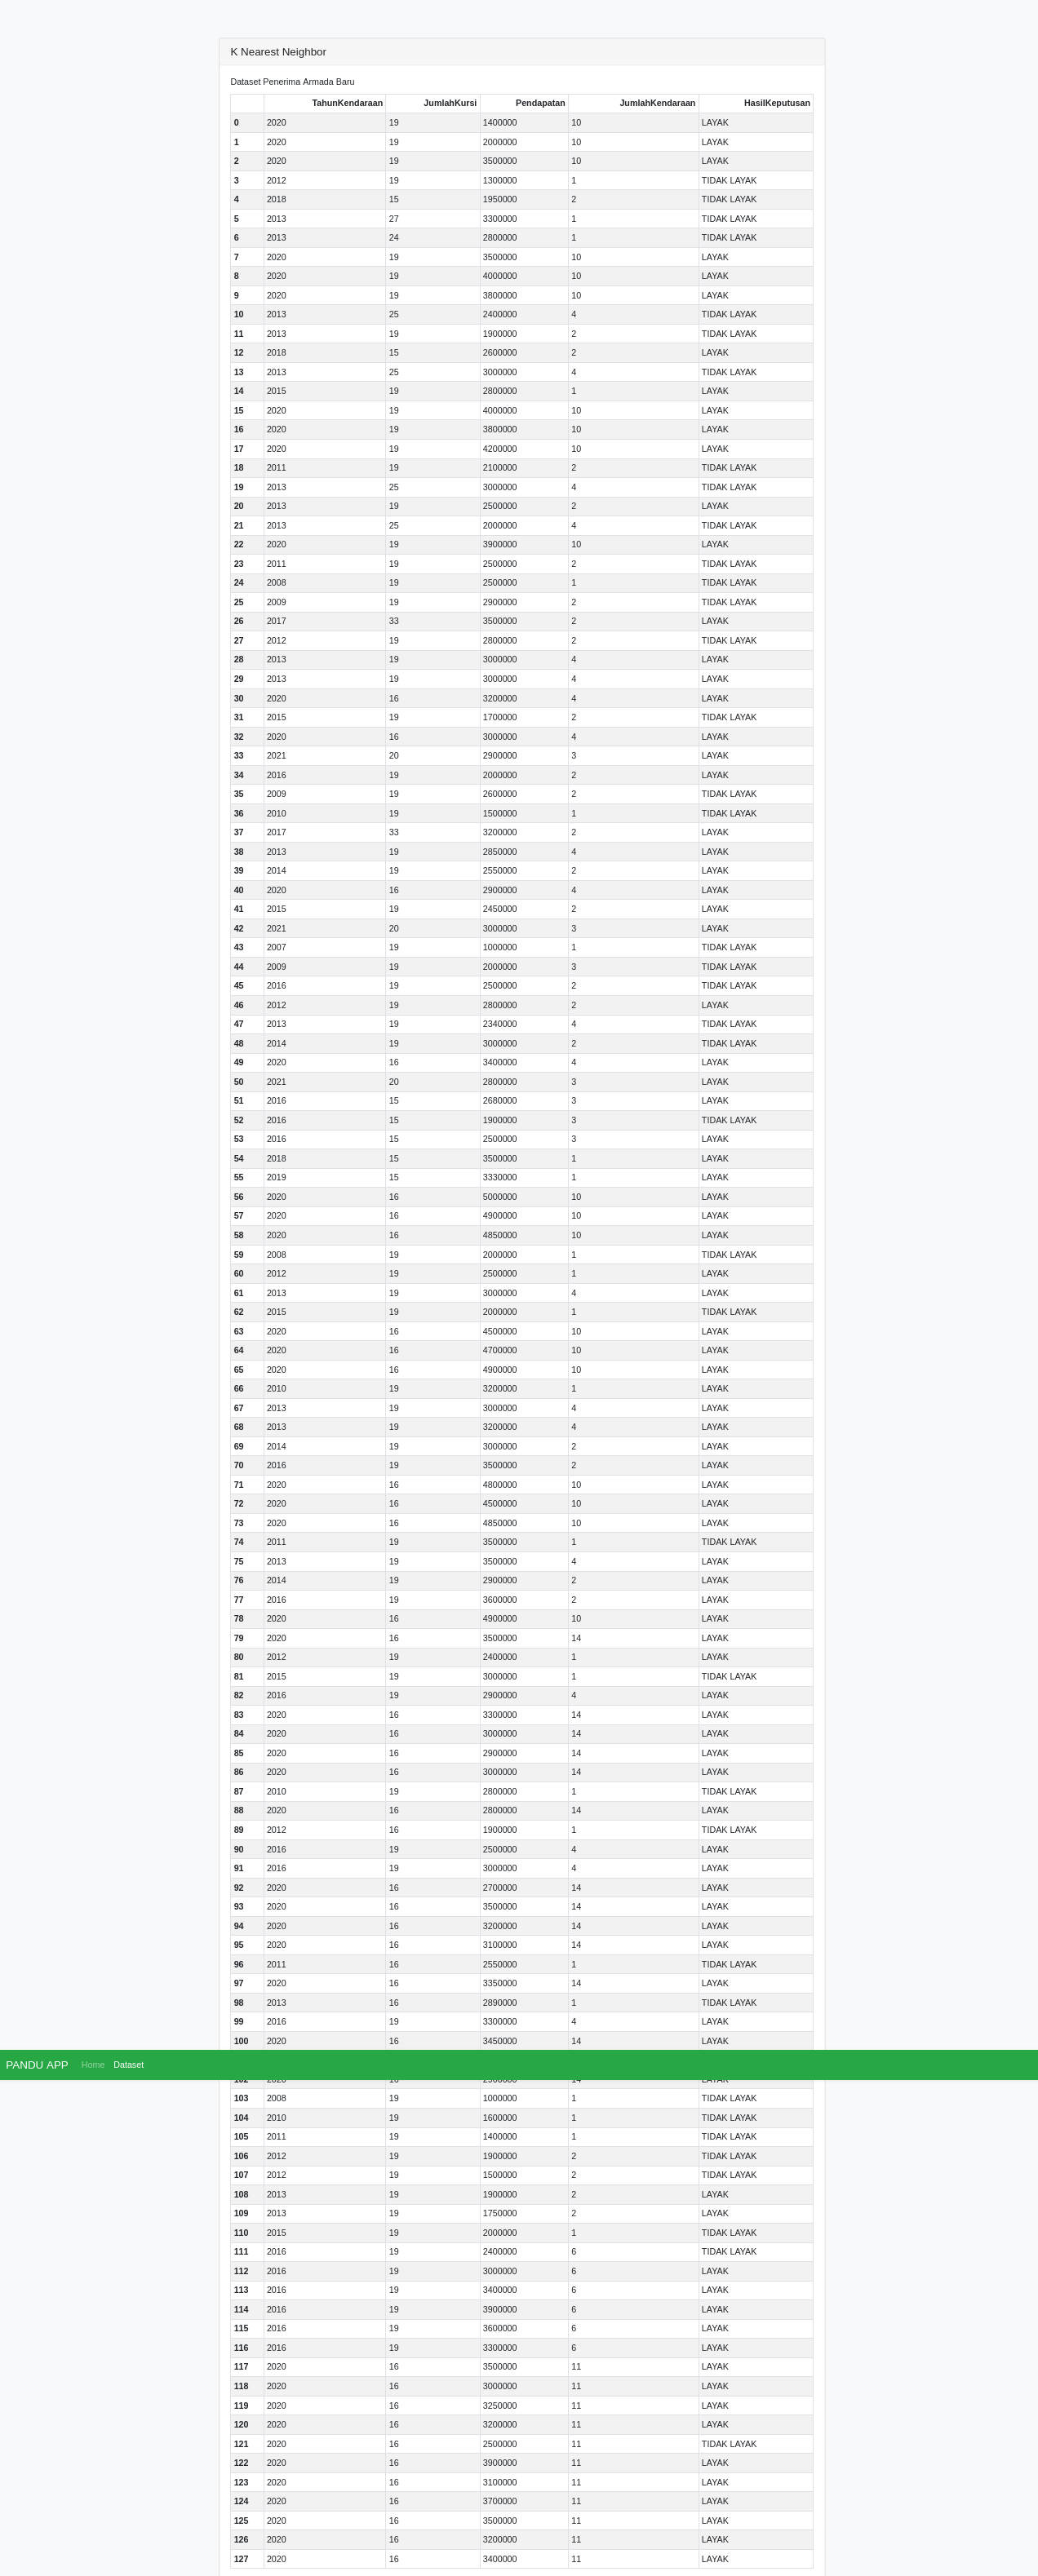 K Nearest Neighbor
Dataset Penerima Armada Baru
TahunKendaraan JumlahKursi Pendapatan JumlahKendaraan HasilKeputusan
0 2020 19 1400000 10 LAYAK
1 2020 19 2000000 10 LAYAK
2 2020 19 3500000 10 LAYAK
3 2012 19 1300000 1 TIDAK LAYAK
4 2018 15 1950000 2 TIDAK LAYAK
5 2013 27 3300000 1 TIDAK LAYAK
6 2013 24 2800000 1 TIDAK LAYAK
7 2020 19 3500000 10 LAYAK
8 2020 19 4000000 10 LAYAK
9 2020 19 3800000 10 LAYAK
10 2013 25 2400000 4 TIDAK LAYAK
11 2013 19 1900000 2 TIDAK LAYAK
12 2018 15 2600000 2 LAYAK
13 2013 25 3000000 4 TIDAK LAYAK
14 2015 19 2800000 1 LAYAK
15 2020 19 4000000 10 LAYAK
16 2020 19 3800000 10 LAYAK
17 2020 19 4200000 10 LAYAK
18 2011 19 2100000 2 TIDAK LAYAK
19 2013 25 3000000 4 TIDAK LAYAK
20 2013 19 2500000 2 LAYAK
21 2013 25 2000000 4 TIDAK LAYAK
22 2020 19 3900000 10 LAYAK
23 2011 19 2500000 2 TIDAK LAYAK
24 2008 19 2500000 1 TIDAK LAYAK
25 2009 19 2900000 2 TIDAK LAYAK
26 2017 33 3500000 2 LAYAK
27 2012 19 2800000 2 TIDAK LAYAK
28 2013 19 3000000 4 LAYAK
29 2013 19 3000000 4 LAYAK
30 2020 16 3200000 4 LAYAK
31 2015 19 1700000 2 TIDAK LAYAK
32 2020 16 3000000 4 LAYAK
33 2021 20 2900000 3 LAYAK
34 2016 19 2000000 2 LAYAK
35 2009 19 2600000 2 TIDAK LAYAK
36 2010 19 1500000 1 TIDAK LAYAK
37 2017 33 3200000 2 LAYAK
38 2013 19 2850000 4 LAYAK
39 2014 19 2550000 2 LAYAK
40 2020 16 2900000 4 LAYAK
41 2015 19 2450000 2 LAYAK
42 2021 20 3000000 3 LAYAK
43 2007 19 1000000 1 TIDAK LAYAK
44 2009 19 2000000 3 TIDAK LAYAK
45 2016 19 2500000 2 TIDAK LAYAK
46 2012 19 2800000 2 LAYAK
47 2013 19 2340000 4 TIDAK LAYAK
48 2014 19 3000000 2 TIDAK LAYAK
49 2020 16 3400000 4 LAYAK
50 2021 20 2800000 3 LAYAK
51 2016 15 2680000 3 LAYAK
52 2016 15 1900000 3 TIDAK LAYAK
53 2016 15 2500000 3 LAYAK
54 2018 15 3500000 1 LAYAK
55 2019 15 3330000 1 LAYAK
56 2020 16 5000000 10 LAYAK
57 2020 16 4900000 10 LAYAK
58 2020 16 4850000 10 LAYAK
59 2008 19 2000000 1 TIDAK LAYAK
60 2012 19 2500000 1 LAYAK
61 2013 19 3000000 4 LAYAK
62 2015 19 2000000 1 TIDAK LAYAK
63 2020 16 4500000 10 LAYAK
64 2020 16 4700000 10 LAYAK
65 2020 16 4900000 10 LAYAK
66 2010 19 3200000 1 LAYAK
67 2013 19 3000000 4 LAYAK
68 2013 19 3200000 4 LAYAK
69 2014 19 3000000 2 LAYAK
70 2016 19 3500000 2 LAYAK
71 2020 16 4800000 10 LAYAK
72 2020 16 4500000 10 LAYAK
73 2020 16 4850000 10 LAYAK
74 2011 19 3500000 1 TIDAK LAYAK
75 2013 19 3500000 4 LAYAK
76 2014 19 2900000 2 LAYAK
77 2016 19 3600000 2 LAYAK
78 2020 16 4900000 10 LAYAK
79 2020 16 3500000 14 LAYAK
80 2012 19 2400000 1 LAYAK
81 2015 19 3000000 1 TIDAK LAYAK
82 2016 19 2900000 4 LAYAK
83 2020 16 3300000 14 LAYAK
84 2020 16 3000000 14 LAYAK
85 2020 16 2900000 14 LAYAK
86 2020 16 3000000 14 LAYAK
87 2010 19 2800000 1 TIDAK LAYAK
88 2020 16 2800000 14 LAYAK
89 2012 16 1900000 1 TIDAK LAYAK
90 2016 19 2500000 4 LAYAK
91 2016 19 3000000 4 LAYAK
92 2020 16 2700000 14 LAYAK
93 2020 16 3500000 14 LAYAK
94 2020 16 3200000 14 LAYAK
95 2020 16 3100000 14 LAYAK
96 2011 16 2550000 1 TIDAK LAYAK
97 2020 16 3350000 14 LAYAK
98 2013 16 2890000 1 TIDAK LAYAK
99 2016 19 3300000 4 LAYAK
100 2020 16 3450000 14 LAYAK
PANDU APP Home Dataset
103 2008 19 1000000 1 TIDAK LAYAK
104 2010 19 1600000 1 TIDAK LAYAK
105 2011 19 1400000 1 TIDAK LAYAK
106 2012 19 1900000 2 TIDAK LAYAK
107 2012 19 1500000 2 TIDAK LAYAK
108 2013 19 1900000 2 LAYAK
109 2013 19 1750000 2 LAYAK
110 2015 19 2000000 1 TIDAK LAYAK
111 2016 19 2400000 6 TIDAK LAYAK
112 2016 19 3000000 6 LAYAK
113 2016 19 3400000 6 LAYAK
114 2016 19 3900000 6 LAYAK
115 2016 19 3600000 6 LAYAK
116 2016 19 3300000 6 LAYAK
117 2020 16 3500000 11 LAYAK
118 2020 16 3000000 11 LAYAK
119 2020 16 3250000 11 LAYAK
120 2020 16 3200000 11 LAYAK
121 2020 16 2500000 11 TIDAK LAYAK
122 2020 16 3900000 11 LAYAK
123 2020 16 3100000 11 LAYAK
124 2020 16 3700000 11 LAYAK
125 2020 16 3500000 11 LAYAK
126 2020 16 3200000 11 LAYAK
127 2020 16 3400000 11 LAYAK